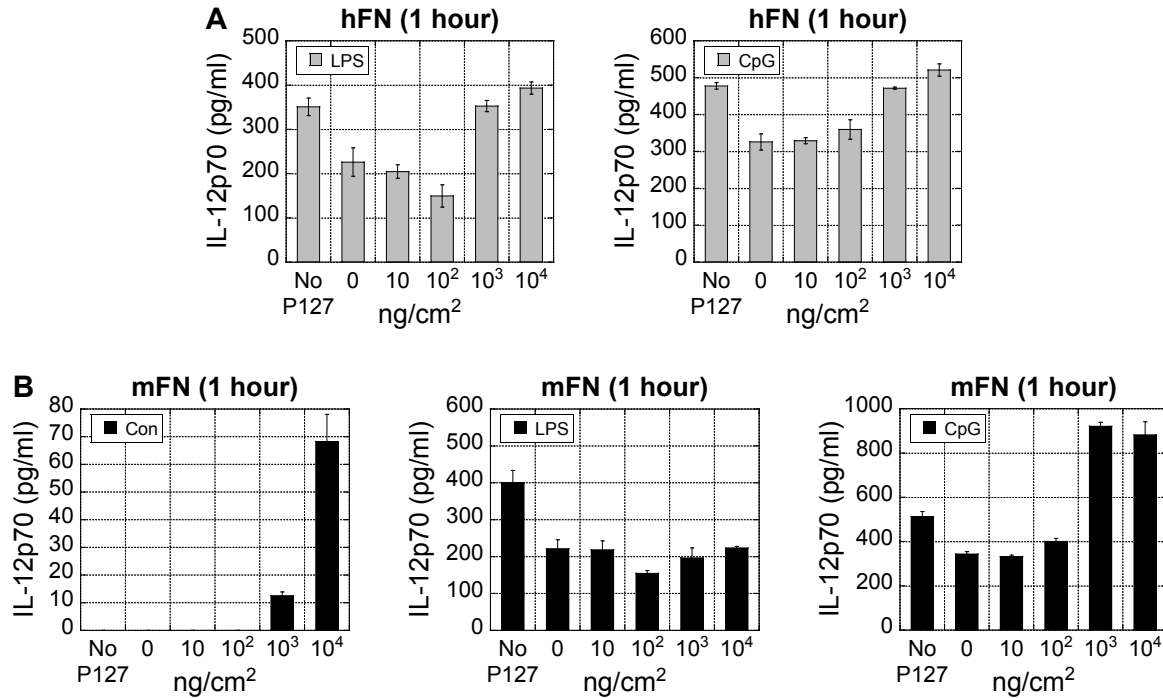 A
hFN (1 hour)
IL-12p70 (pg/ml)
500
400
300
200
100
0
LPS
No P127 0 10 10² 10³ 10⁴
ng/cm²
hFN (1 hour)
IL-12p70 (pg/ml)
600
500
400
300
200
100
0
CpG
No P127 0 10 10² 10³ 10⁴
ng/cm²
B
mFN (1 hour)
IL-12p70 (pg/ml)
80
70
60
50
40
30
20
10
0
Con
No P127 0 10 10² 10³ 10⁴
ng/cm²
mFN (1 hour)
IL-12p70 (pg/ml)
600
400
300
200
100
0
LPS
No P127 0 10 10² 10³ 10⁴
ng/cm²
mFN (1 hour)
IL-12p70 (pg/ml)
1000
800
600
400
200
0
CpG
No P127 0 10 10² 10³ 10⁴
ng/cm²